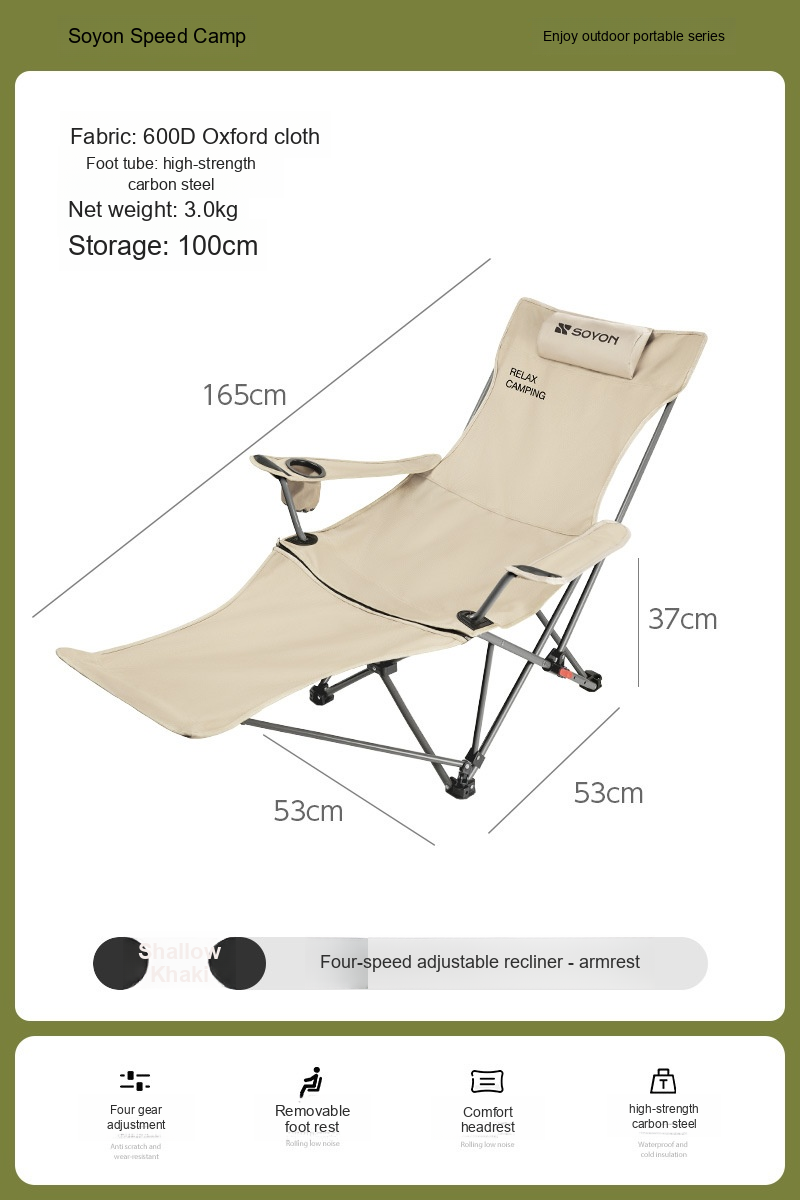 Soyon Speed Camp
Enjoy outdoor portable series
Fabric: 600D Oxford cloth
Foot tube: high-strength
carbon steel
Net weight: 3.0kg
Storage: 100cm
SOYON
RELAX
CAMPING
165cm
37cm
53cm
53cm
Shallow
Khaki
Four-speed adjustable recliner - armrest
Four gear
adjustment
Anti scratch and
wear-resistant
Removable
foot rest
Rolling low noise
Comfort
headrest
Rolling low noise
T
high-strength
carbon steel
Waterproof and
cold insulation